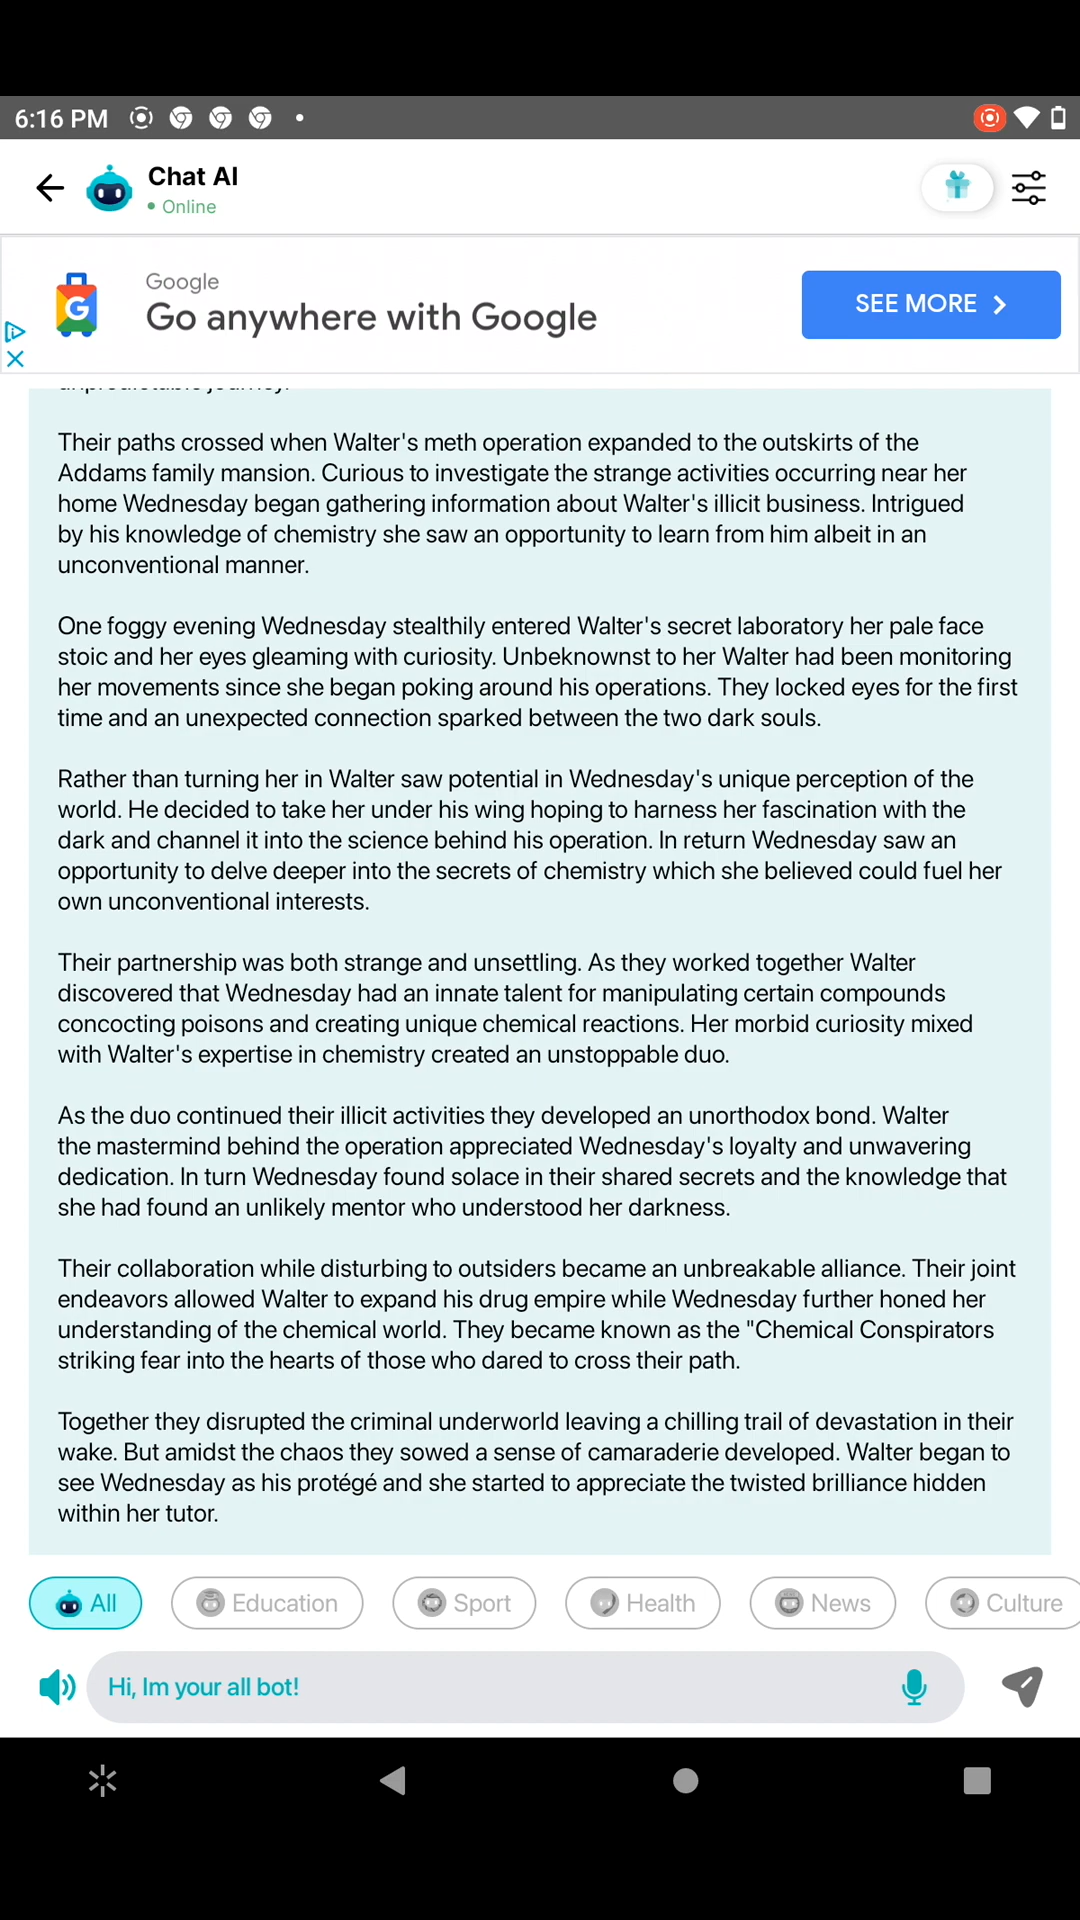 6:16 PM
Chat AI
Online
Google
Go anywhere with Google
SEE MORE
unpredictable journey.
Their paths crossed when Walter's meth operation expanded to the outskirts of the
Addams family mansion. Curious to investigate the strange activities occurring near her
home Wednesday began gathering information about Walter's illicit business. Intrigued
by his knowledge of chemistry she saw an opportunity to learn from him albeit in an
unconventional manner.
One foggy evening Wednesday stealthily entered Walter's secret laboratory her pale face
stoic and her eyes gleaming with curiosity. Unbeknownst to her Walter had been monitoring
her movements since she began poking around his operations. They locked eyes for the first
time and an unexpected connection sparked between the two dark souls.
Rather than turning her in Walter saw potential in Wednesday's unique perception of the
world. He decided to take her under his wing hoping to harness her fascination with the
dark and channel it into the science behind his operation. In return Wednesday saw an
opportunity to delve deeper into the secrets of chemistry which she believed could fuel her
own unconventional interests.
Their partnership was both strange and unsettling. As they worked together Walter
discovered that Wednesday had an innate talent for manipulating certain compounds
concocting poisons and creating unique chemical reactions. Her morbid curiosity mixed
with Walter's expertise in chemistry created an unstoppable duo.
As the duo continued their illicit activities they developed an unorthodox bond. Walter
the mastermind behind the operation appreciated Wednesday's loyalty and unwavering
dedication. In turn Wednesday found solace in their shared secrets and the knowledge that
she had found an unlikely mentor who understood her darkness.
Their collaboration while disturbing to outsiders became an unbreakable alliance. Their joint
endeavors allowed Walter to expand his drug empire while Wednesday further honed her
understanding of the chemical world. They became known as the "Chemical Conspirators
striking fear into the hearts of those who dared to cross their path.
Together they disrupted the criminal underworld leaving a chilling trail of devastation in their
wake. But amidst the chaos they sowed a sense of camaraderie developed. Walter began to
see Wednesday as his protégé and she started to appreciate the twisted brilliance hidden
within her tutor.
All Education Sport Health News Culture
Hi, Im your all bot!